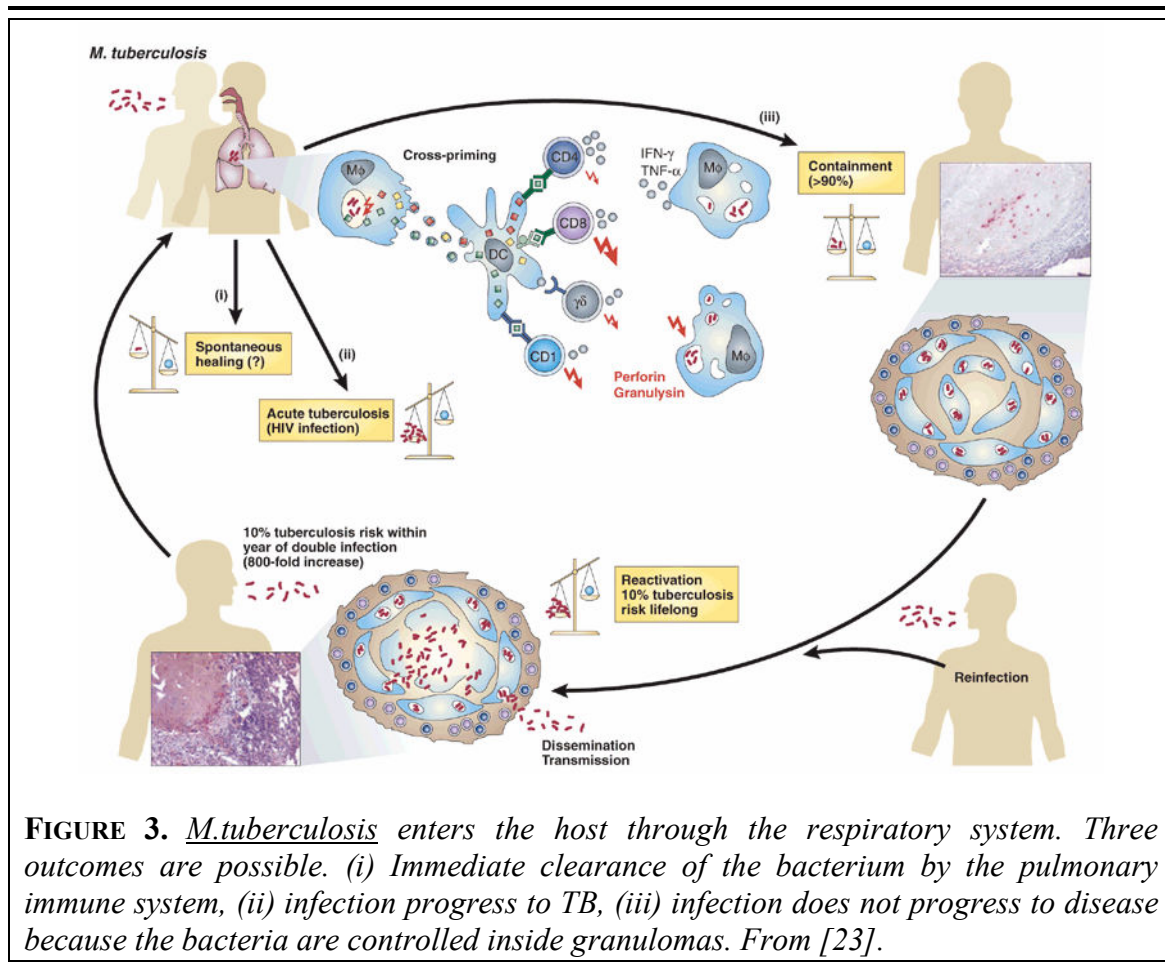 M. tuberculosis
(iii)
Cross-priming
Mϕ
CD4
IFN-γ
TNF-α
Mϕ
Containment
(>90%)
CD8
DC
(i)
γδ
Spontaneous
healing (?)
(ii)
CD1
Mϕ
Perforin
Granulysin
Acute tuberculosis
(HIV infection)
10% tuberculosis risk within
year of double infection
(800-fold increase)
Reactivation
10% tuberculosis
risk lifelong
Reinfection
Dissemination
Transmission
FIGURE 3. M.tuberculosis enters the host through the respiratory system. Three
outcomes are possible. (i) Immediate clearance of the bacterium by the pulmonary
immune system, (ii) infection progress to TB, (iii) infection does not progress to disease
because the bacteria are controlled inside granulomas. From [23].